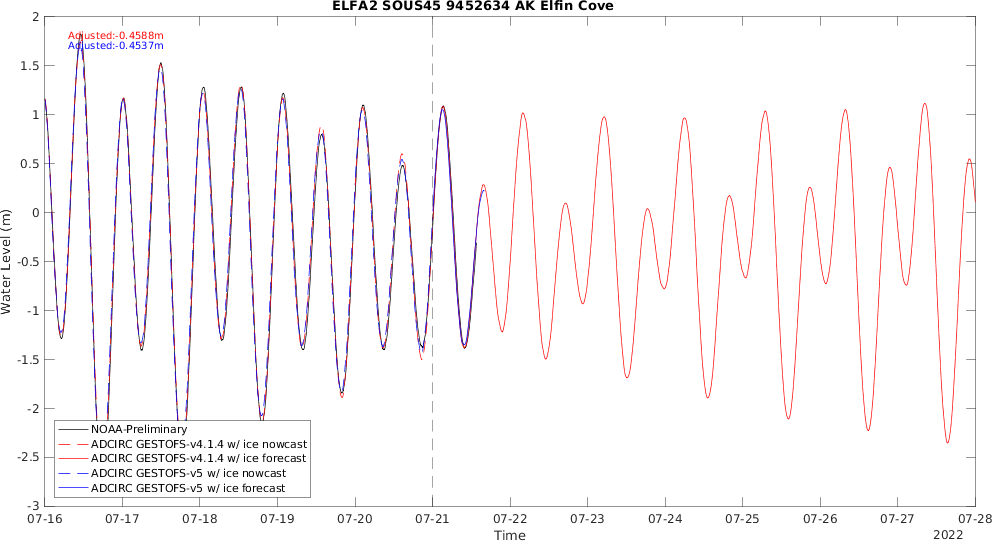 ELFA2 SOUS45 9452634 AK Elfin Cove
Adjusted:-0.4588m
Adjusted:-0.4537m
Water Level (m)
2
1.5
1
0.5
0
-0.5
-1
-1.5
-2
-2.5
-3
NOAA-Preliminary
ADCIRC GESTOFS-v4.1.4 w/ ice nowcast
ADCIRC GESTOFS-v4.1.4 w/ ice forecast
ADCIRC GESTOFS-v5 w/ ice nowcast
ADCIRC GESTOFS-v5 w/ ice forecast
07-16 07-17 07-18 07-19 07-20 07-21 07-22 07-23 07-24 07-25 07-26 07-27 07-28
Time
2022